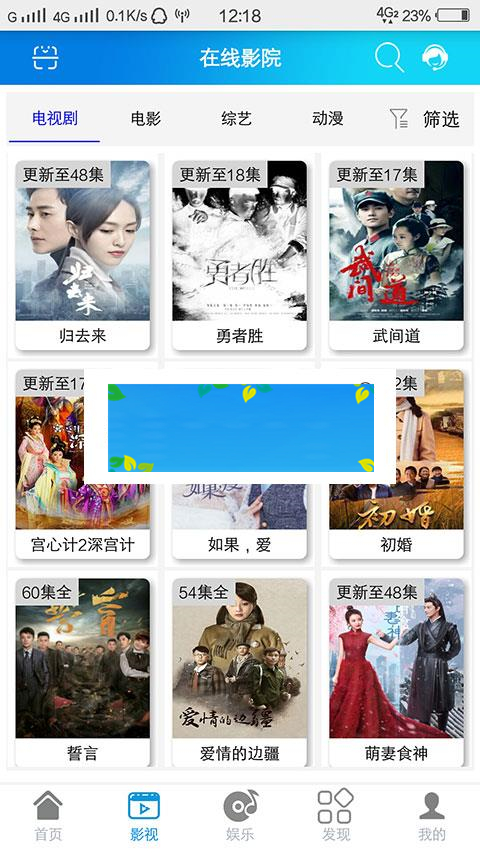 G 4G 0.1K/s 12:18 4G2 23%
在线影院
电视剧 电影 综艺 动漫 筛选
更新至48集 更新至18集 更新至17集
归去来 勇者胜 武间道
归去来 勇者胜 武间道
更新至17 2集
如果爱 初婚
宫心计2深宫计 如果，爱 初婚
60集全 54集全 更新至48集
誓言 爱情的边疆 萌妻食神
誓言 爱情的边疆 萌妻食神
首页 影视 娱乐 发现 我的